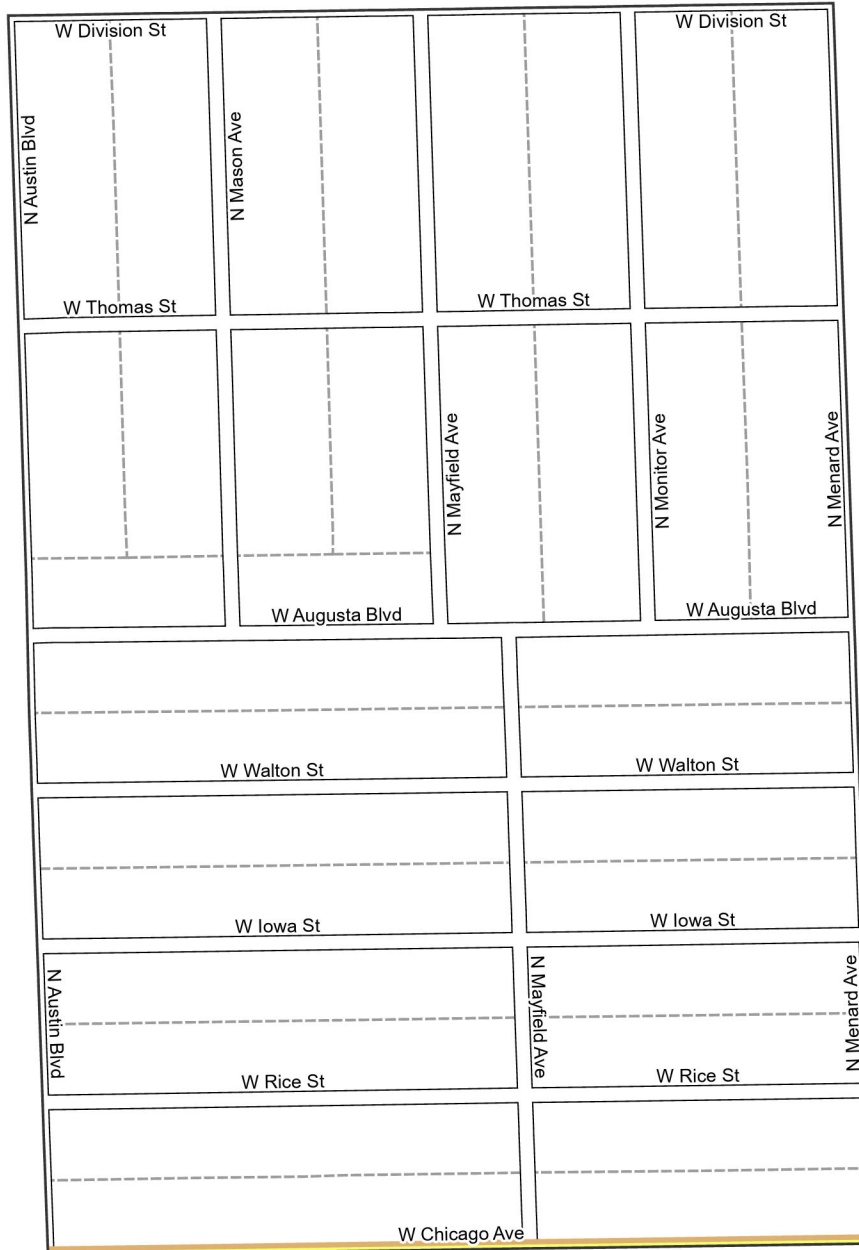 W Division St
W Division St
N Austin Blvd
N Mason Ave
W Thomas St
W Thomas St
N Mayfield Ave
N Monitor Ave
N Menard Ave
W Augusta Blvd
W Augusta Blvd
W Walton St
W Walton St
W Iowa St
W Iowa St
N Austin Blvd
N Mayfield Ave
N Menard Ave
W Rice St
W Rice St
W Chicago Ave